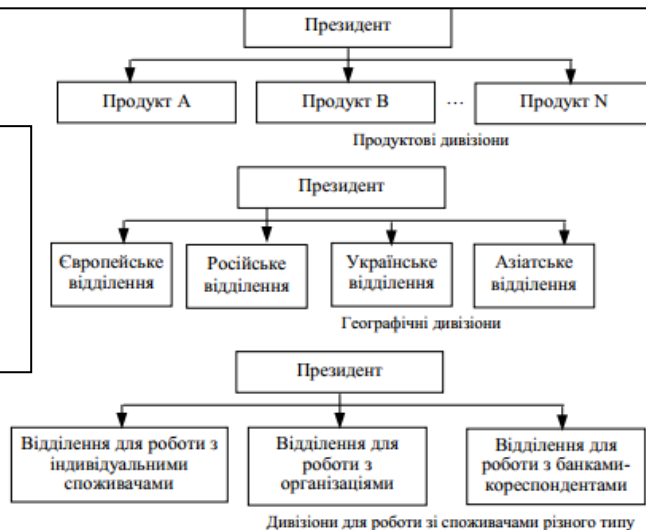 Президент
Продукт А
Продукт В
...
Продукт N
Продуктові дивізіони
Президент
Європейське
відділення
Російське
відділення
Українське
відділення
Азіатське
відділення
Географічні дивізіони
Президент
Відділення для роботи з
індивідуальними
споживачами
Відділення для
роботи з
організаціями
Відділення для
роботи з банками-
кореспондентами
Дивізіони для роботи зі споживачами різного типу